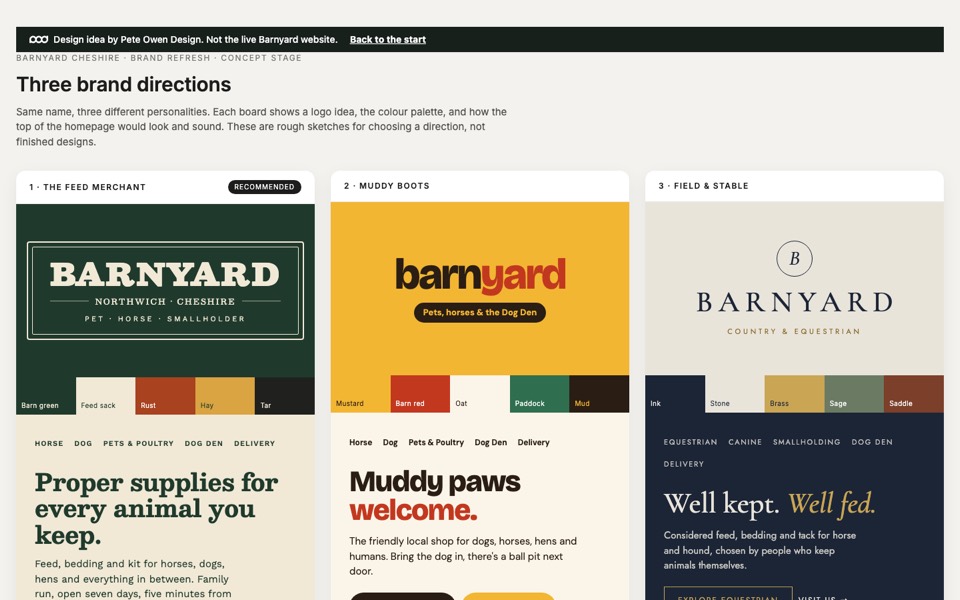 Design idea by Pete Owen Design. Not the live Barnyard website. Back to the start
BARNYARD CHESHIRE · BRAND REFRESH · CONCEPT STAGE
Three brand directions
Same name, three different personalities. Each board shows a logo idea, the colour palette, and how the
top of the homepage would look and sound. These are rough sketches for choosing a direction, not
finished designs.
1 · THE FEED MERCHANT
RECOMMENDED
BARNYARD
NORTHWICH · CHESHIRE
PET · HORSE · SMALLHOLDER
Barn green Feed sack Rust Hay Tar
HORSE DOG PETS & POULTRY DOG DEN DELIVERY
Proper supplies for
every animal you
keep.
Feed, bedding and kit for horses, dogs,
hens and everything in between. Family
run, open seven days, five minutes from
2 · MUDDY BOOTS
barnyard
Pets, horses & the Dog Den
Mustard Barn red Oat Paddock Mud
Horse Dog Pets & Poultry Dog Den Delivery
Muddy paws
welcome.
The friendly local shop for dogs, horses, hens and
humans. Bring the dog in, there's a ball pit next
door.
3 · FIELD & STABLE
B
BARNYARD
COUNTRY & EQUESTRIAN
Ink Stone Brass Sage Saddle
EQUESTRIAN CANINE SMALLHOLDING DOG DEN
DELIVERY
Well kept. Well fed.
Considered feed, bedding and tack for horse
and hound, chosen by people who keep
animals themselves.
EXPLORE EQUESTRIAN VISIT US →